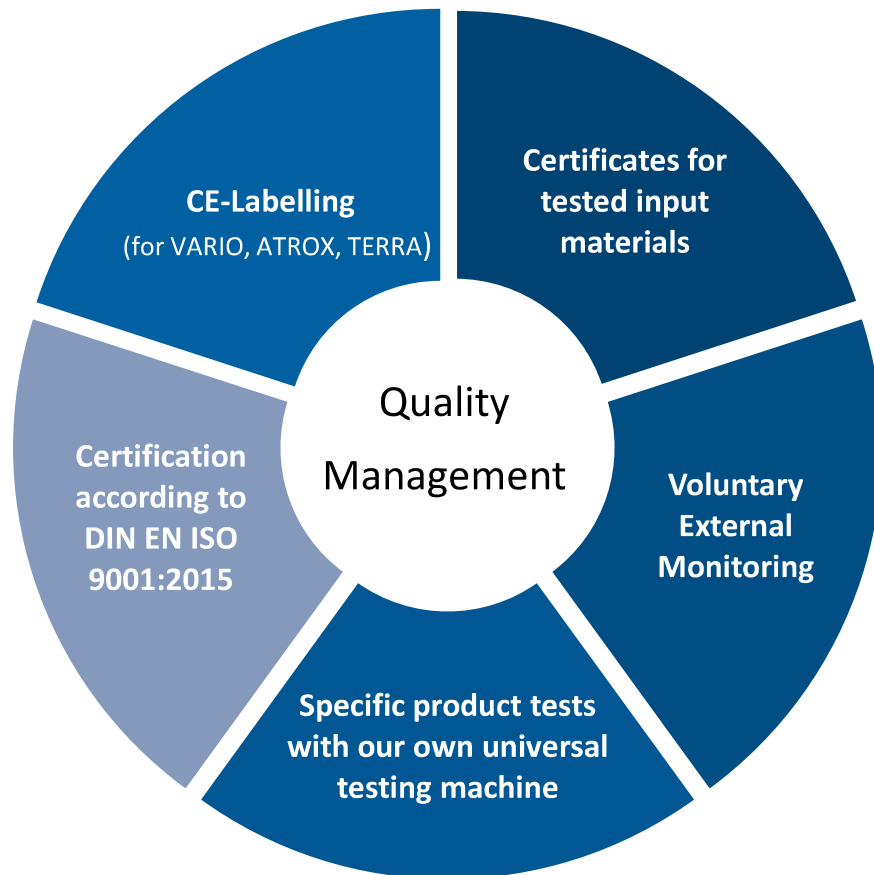 CE-Labelling
(for VARIO, ATROX, TERRA)
Certificates for
tested input
materials
Quality
Management
Certification
according to
DIN EN ISO
9001:2015
Voluntary
External
Monitoring
Specific product tests
with our own universal
testing machine